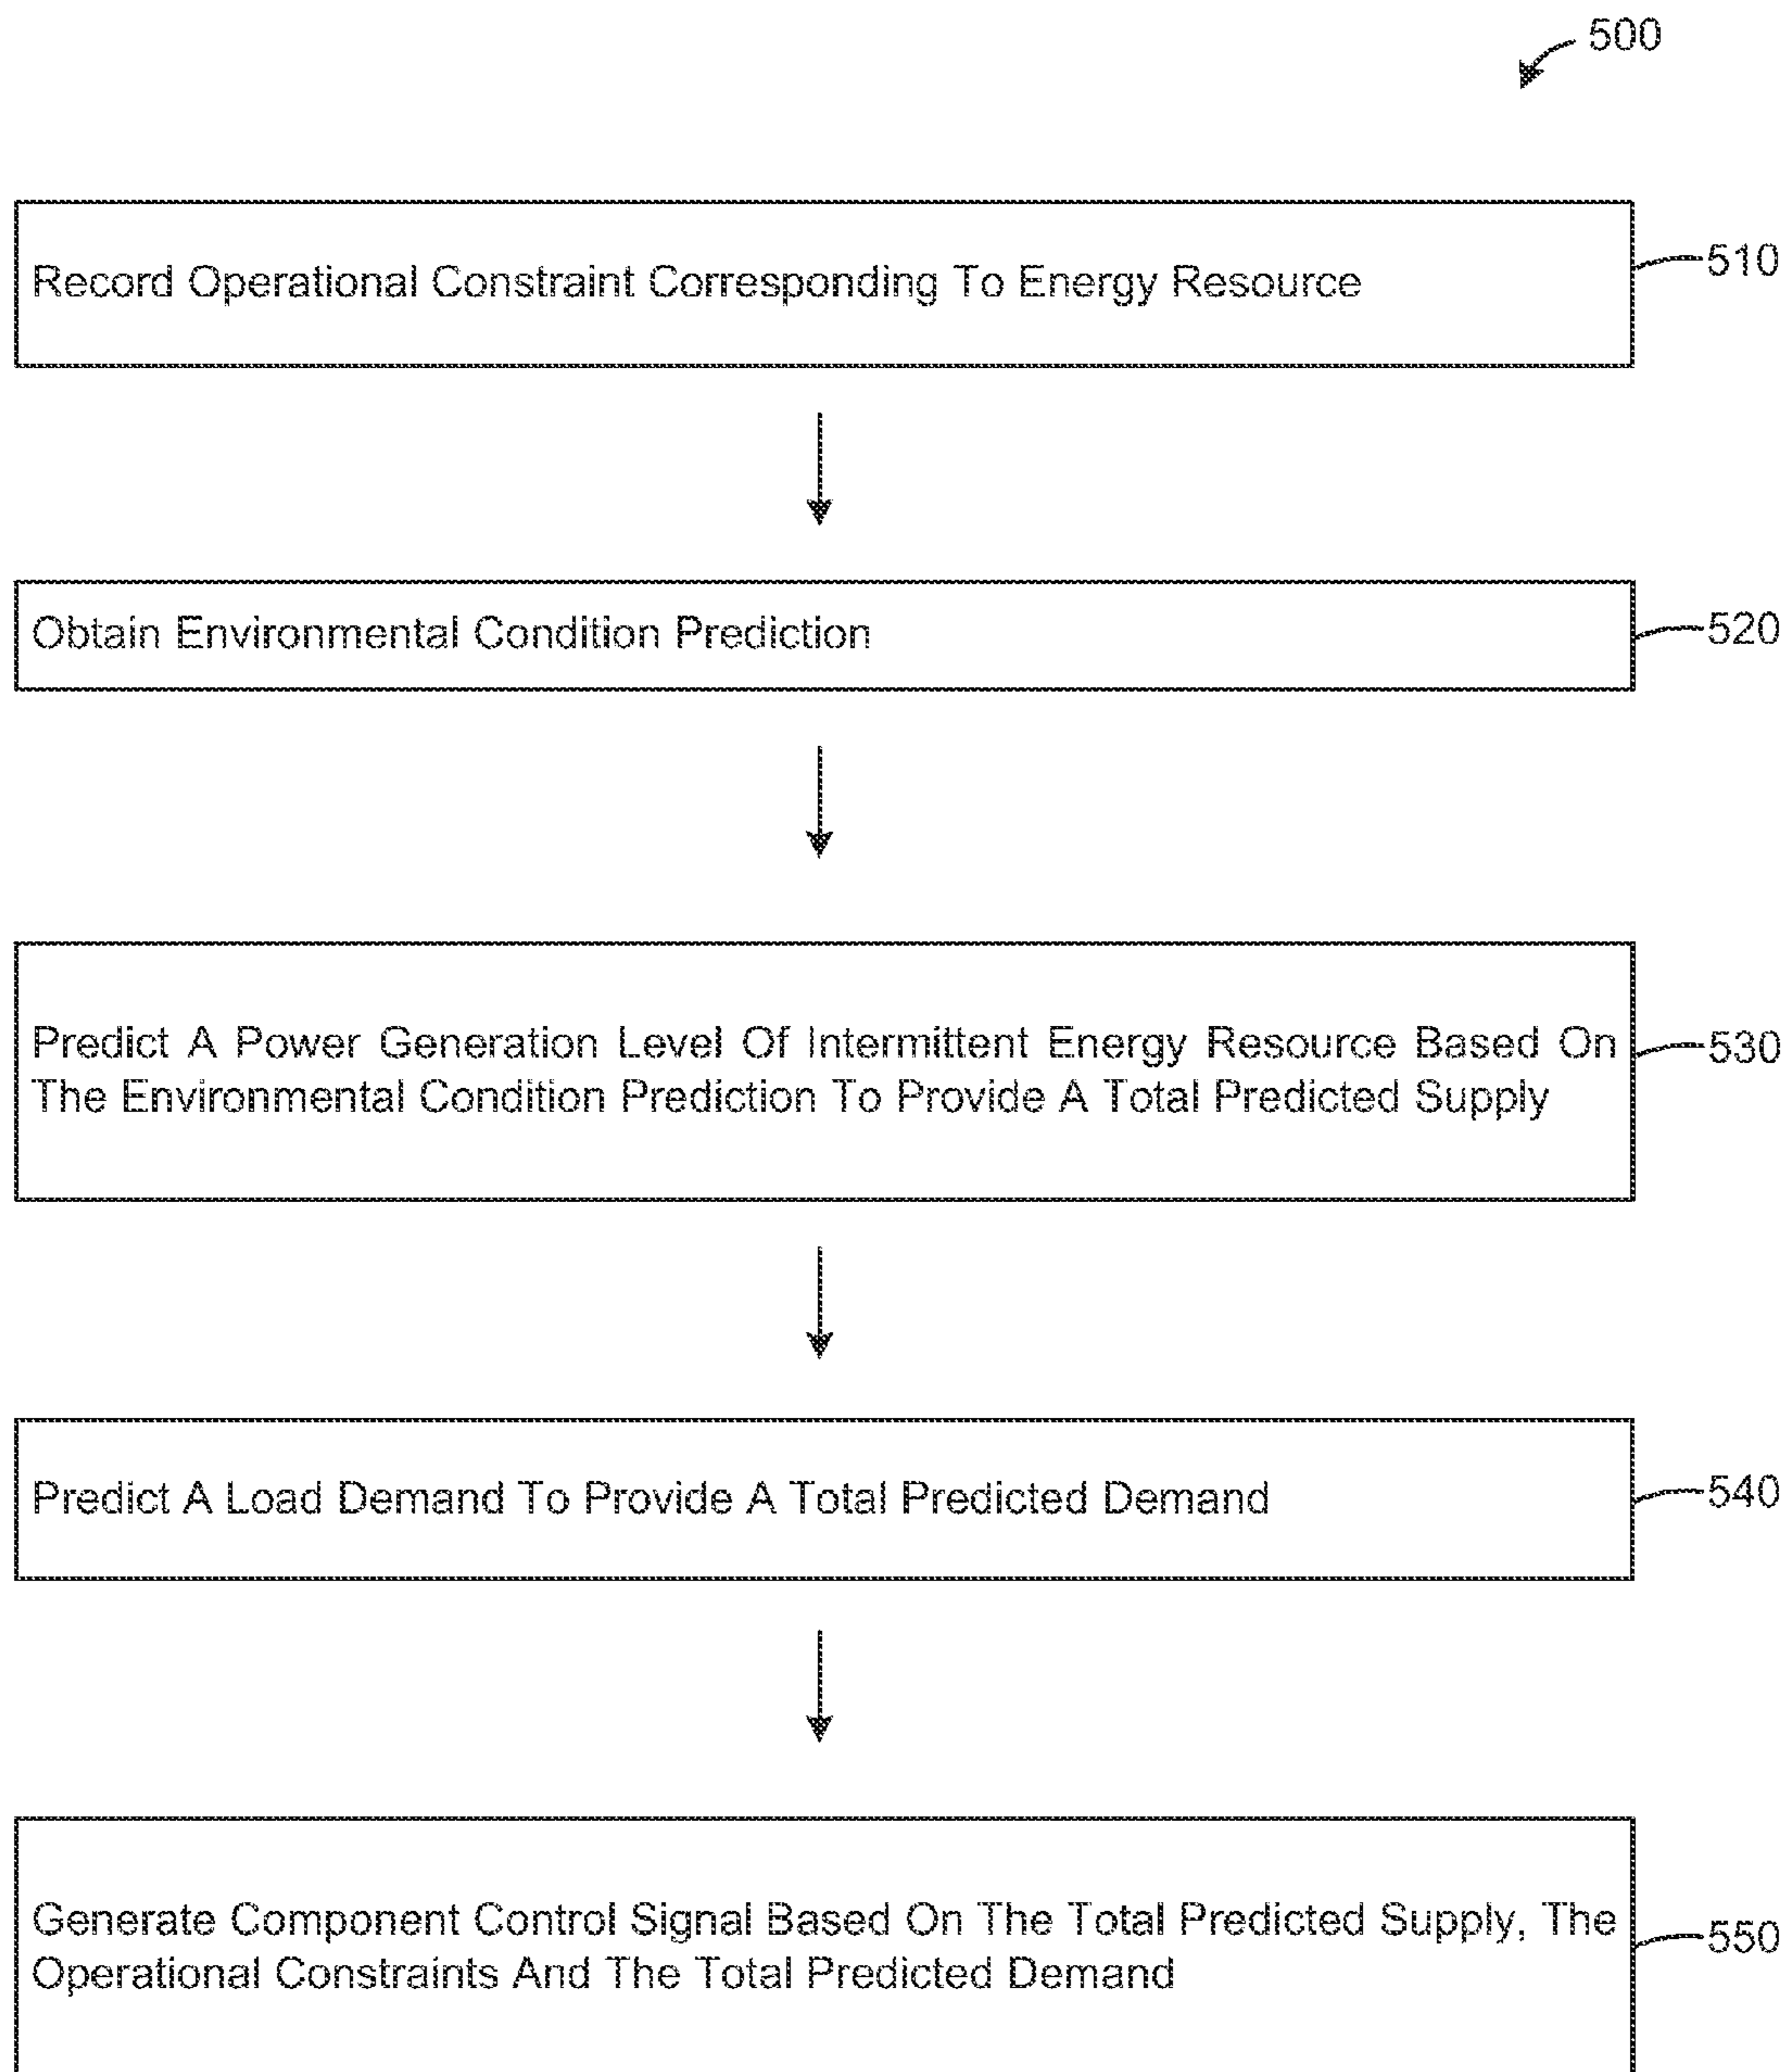 500
Record Operational Constraint Corresponding To Energy Resource
510
Obtain Environmental Condition Prediction
520
Predict A Power Generation Level Of Intermittent Energy Resource Based On
The Environmental Condition Prediction To Provide A Total Predicted Supply
530
Predict A Load Demand To Provide A Total Predicted Demand
540
Generate Component Control Signal Based On The Total Predicted Supply, The
Operational Constraints And The Total Predicted Demand
550